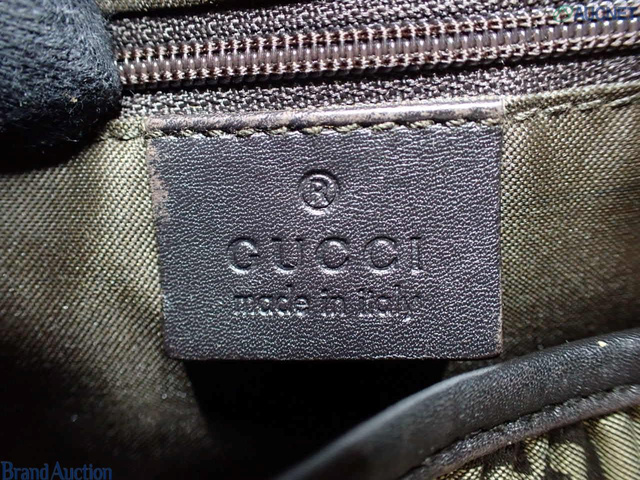 ®
GUCCI
made in italy
Brand Auction